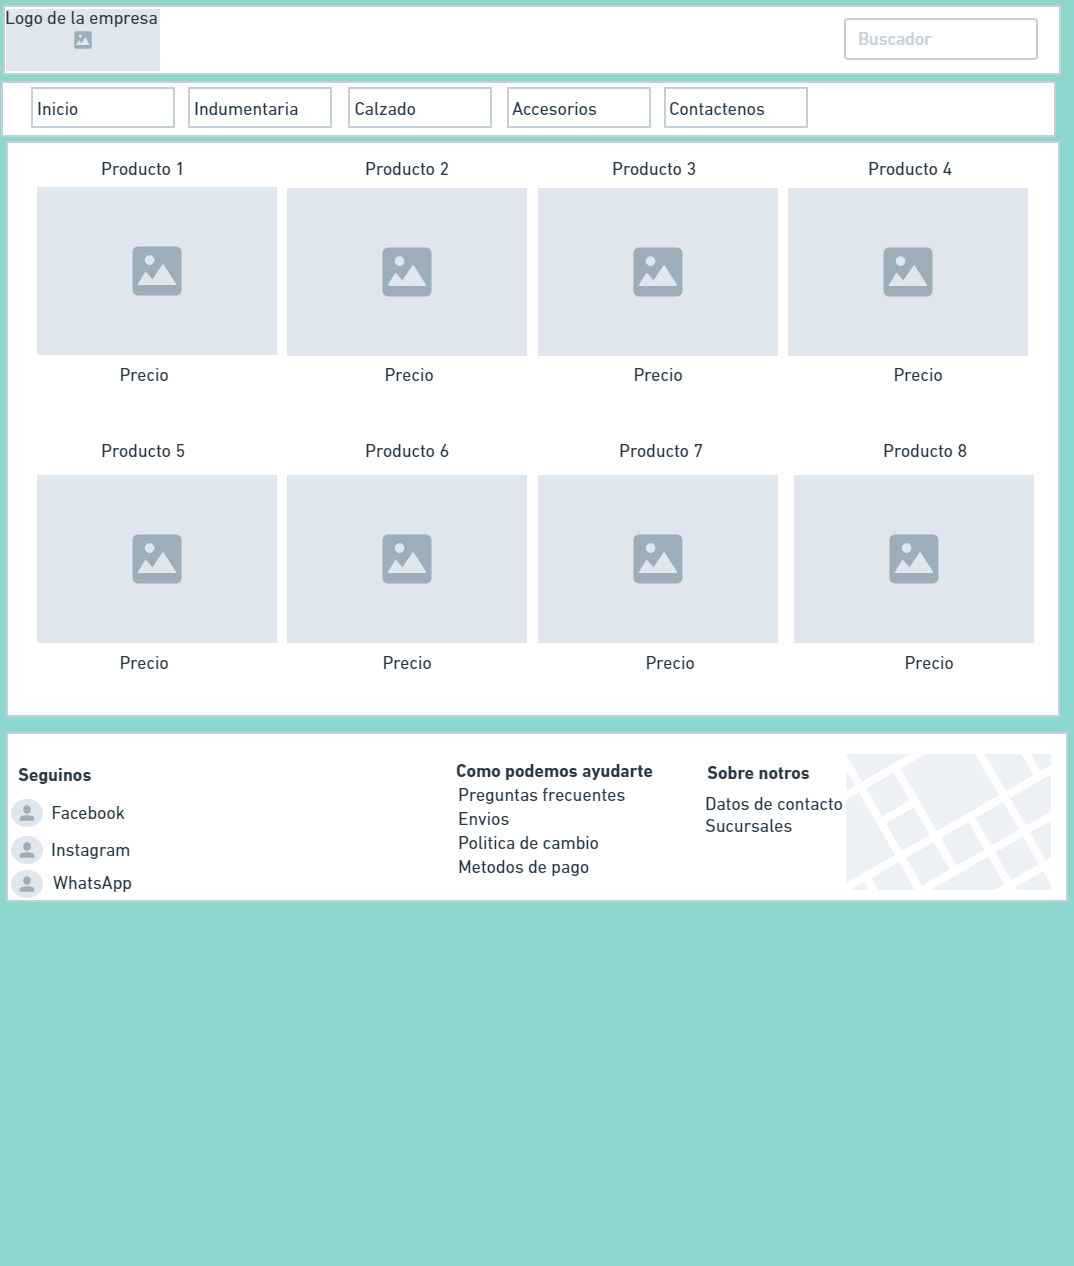 Logo de la empresa
Buscador
Inicio
Indumentaria
Calzado
Accesorios
Contactenos
Producto 1
Producto 2
Producto 3
Producto 4
Precio
Precio
Precio
Precio
Producto 5
Producto 6
Producto 7
Producto 8
Precio
Precio
Precio
Precio
Seguinos
Facebook
Instagram
WhatsApp
Como podemos ayudarte
Preguntas frecuentes
Envios
Politica de cambio
Metodos de pago
Sobre notros
Datos de contacto
Sucursales